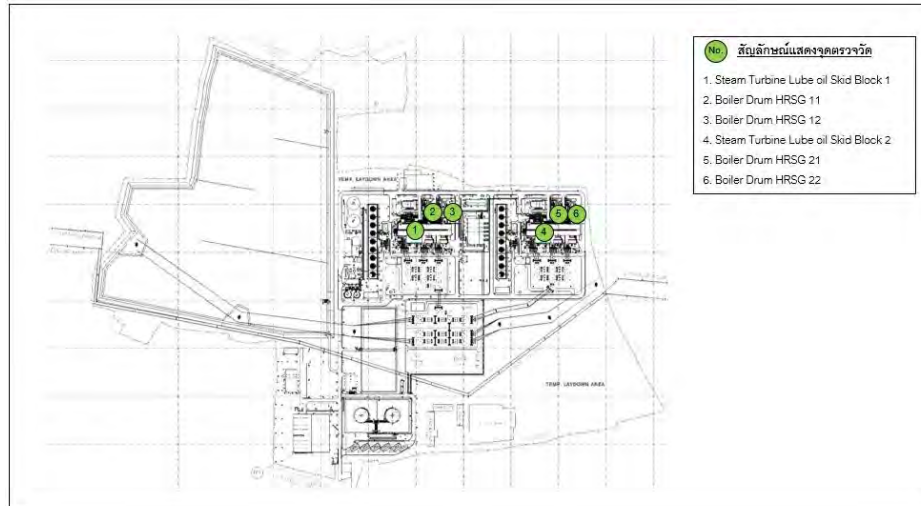 No. สัญลักษณ์แสดงจุดตรวจวัด
1. Steam Turbine Lube oil Skid Block 1
2. Boiler Drum HRSG 11
3. Boiler Drum HRSG 12
4. Steam Turbine Lube oil Skid Block 2
5. Boiler Drum HRSG 21
6. Boiler Drum HRSG 22
TEMP. LAYDOWN AREA
2
3
5
6
1
4
TEMP. LAYDOWN AREA